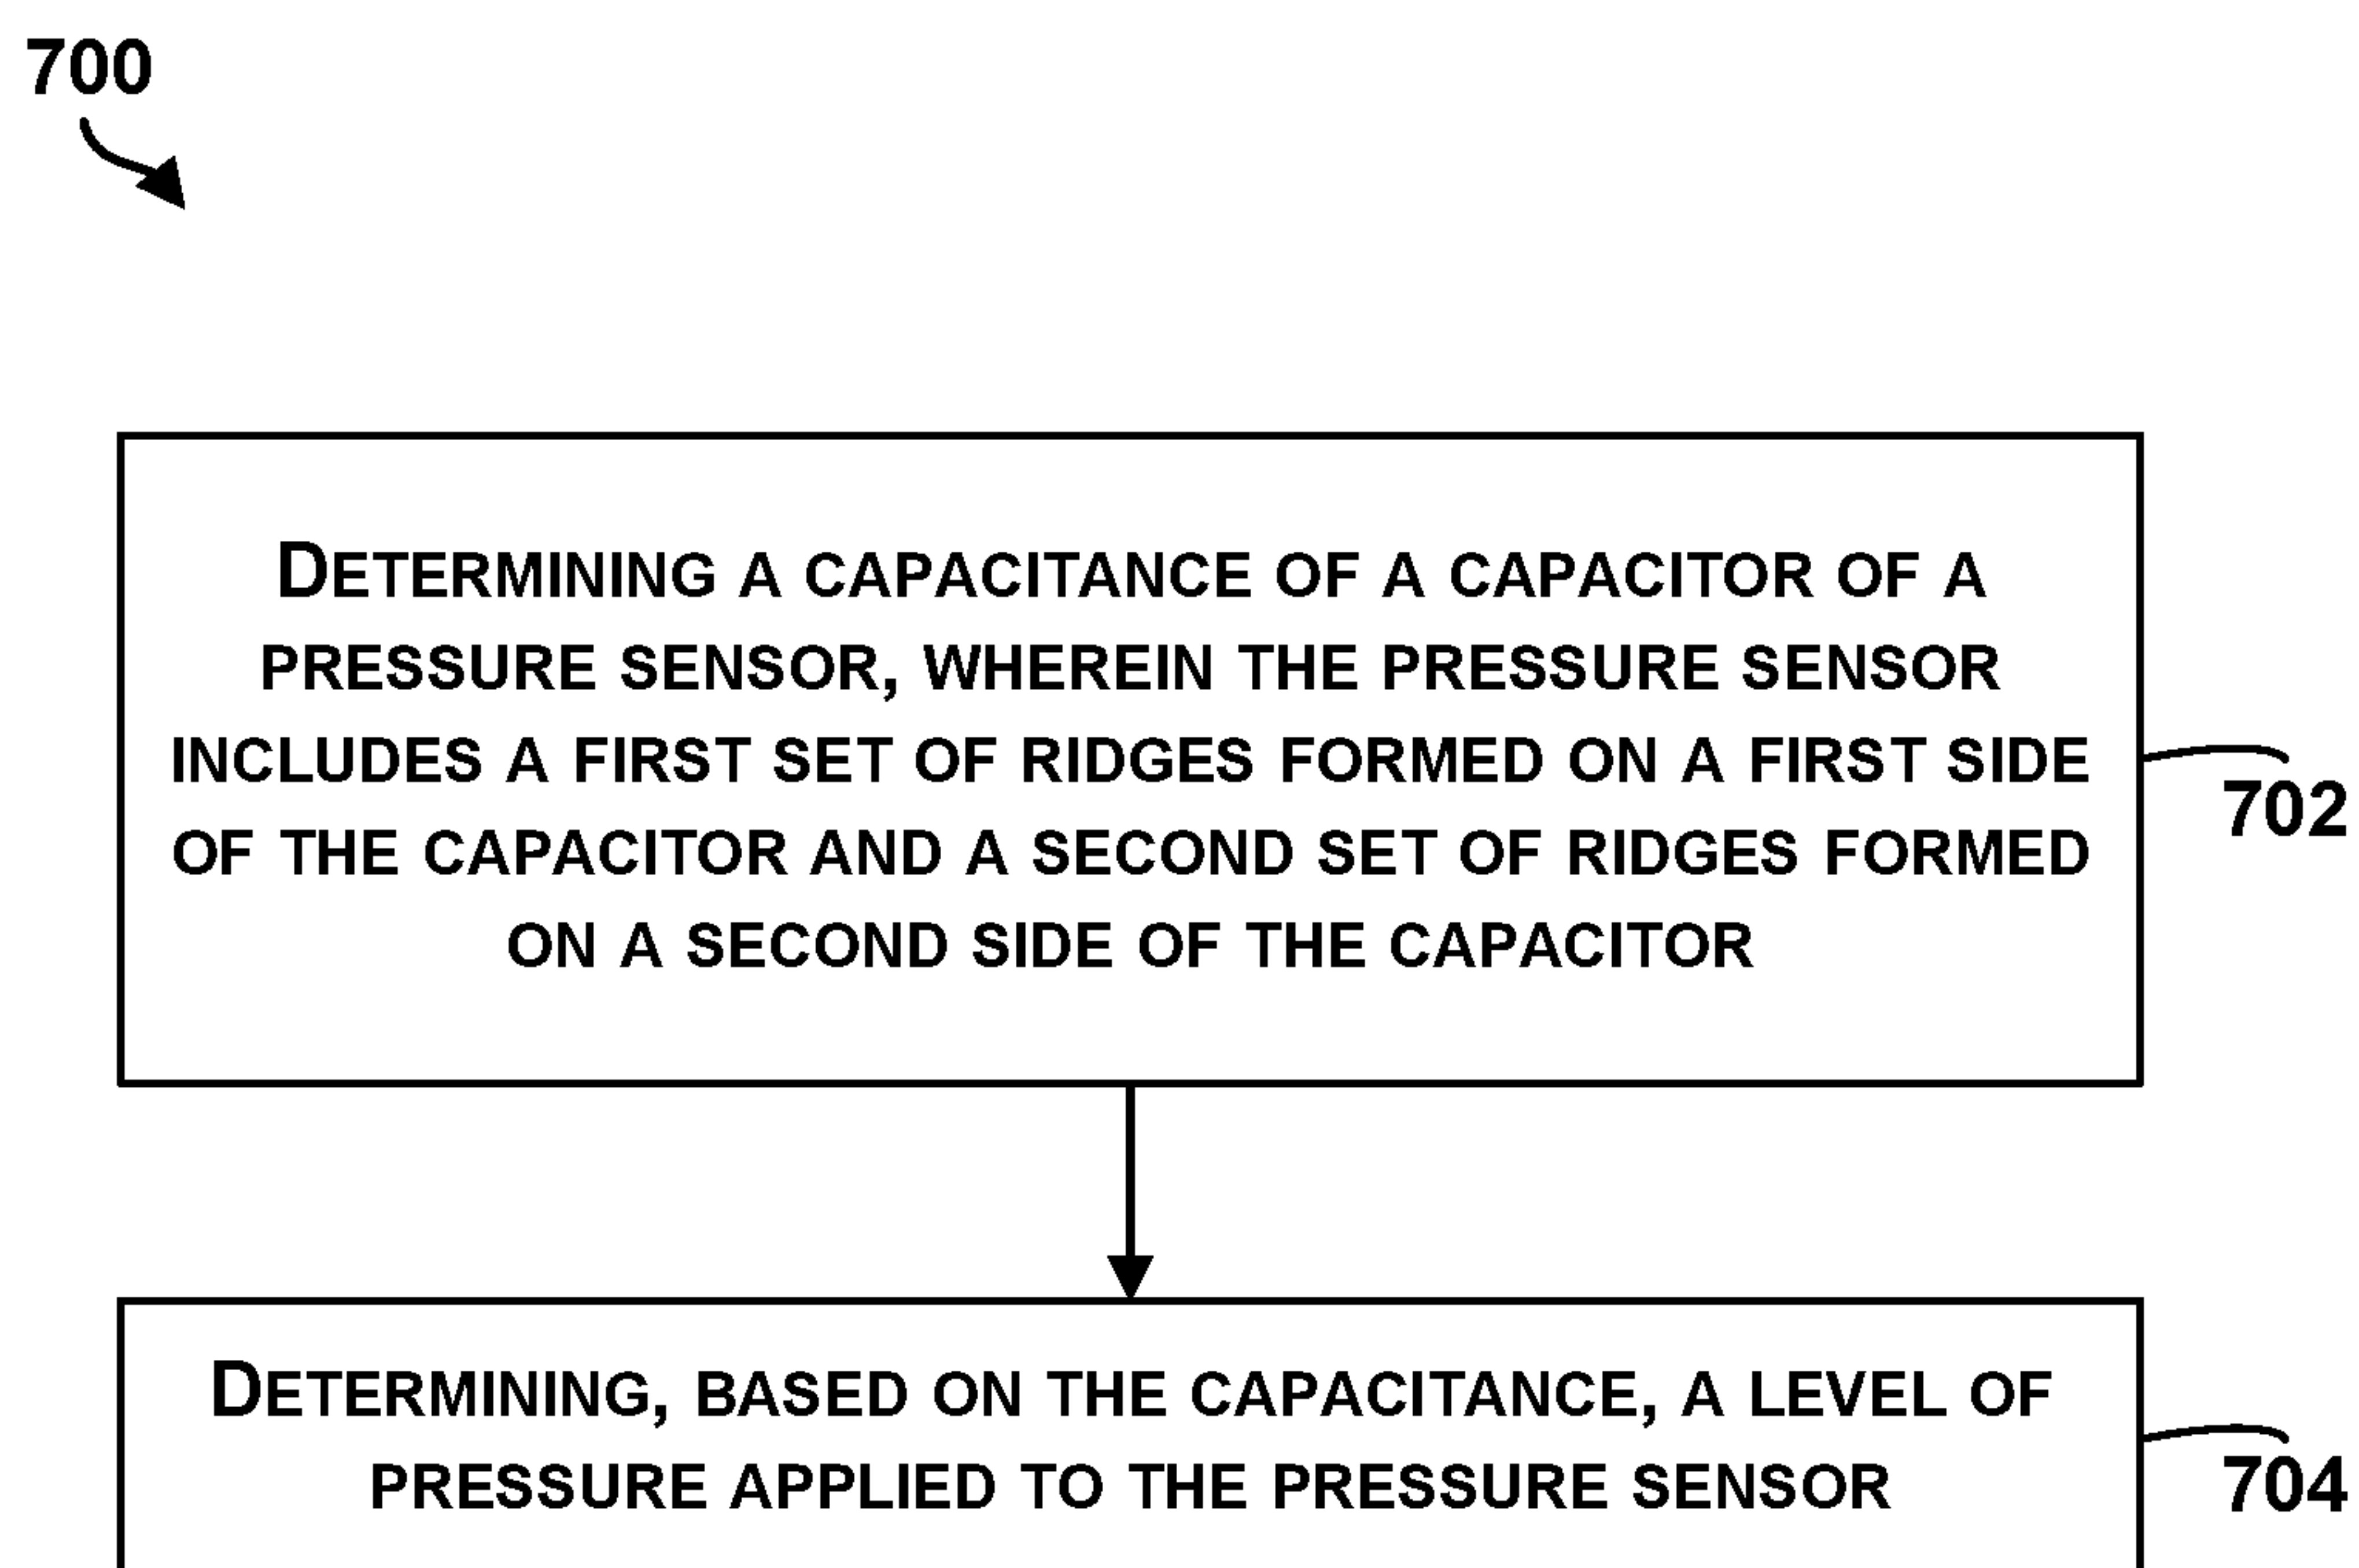 700
DETERMINING A CAPACITANCE OF A CAPACITOR OF A
PRESSURE SENSOR, WHEREIN THE PRESSURE SENSOR
INCLUDES A FIRST SET OF RIDGES FORMED ON A FIRST SIDE
OF THE CAPACITOR AND A SECOND SET OF RIDGES FORMED
ON A SECOND SIDE OF THE CAPACITOR
702
DETERMINING, BASED ON THE CAPACITANCE, A LEVEL OF
PRESSURE APPLIED TO THE PRESSURE SENSOR
704